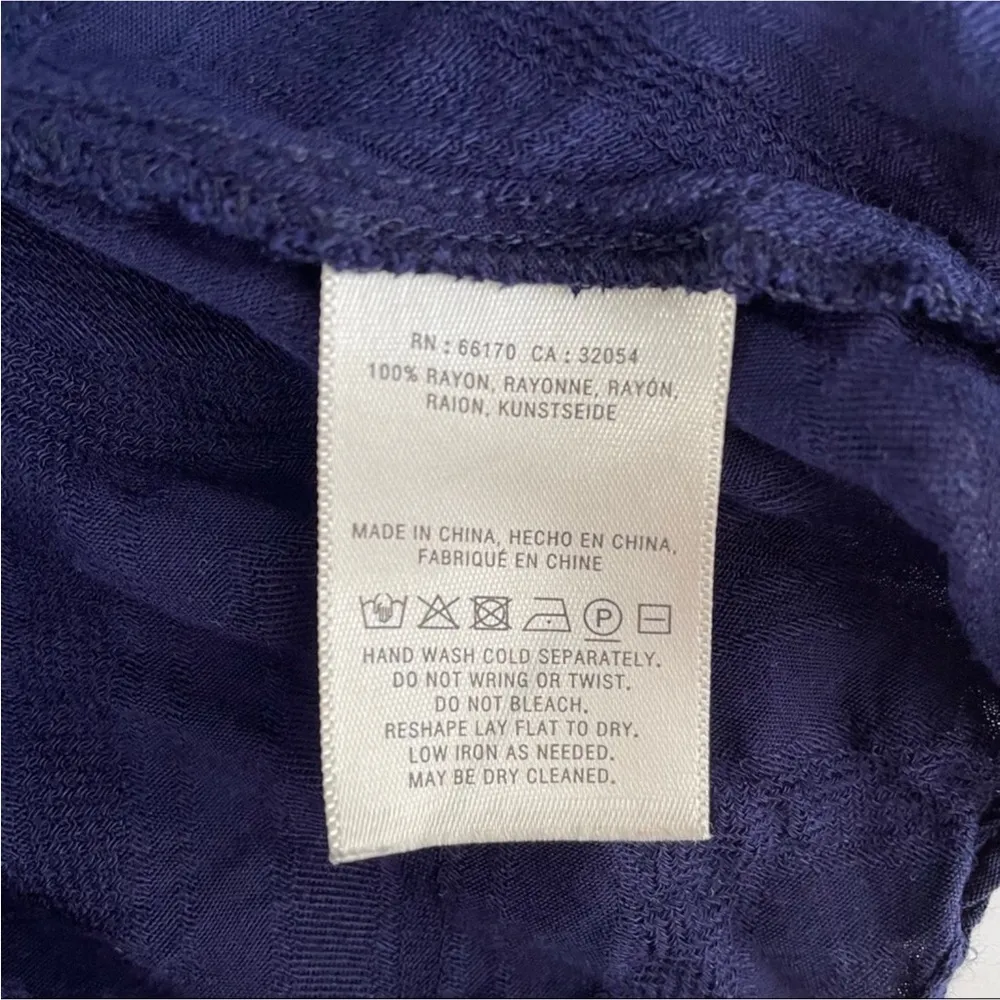 RN : 66170 CA : 32054
100% RAYON, RAYONNE, RAYÓN,
RAION, KUNSTSEIDE
MADE IN CHINA, HECHO EN CHINA,
FABRIQUÉ EN CHINE
P
HAND WASH COLD SEPARATELY.
DO NOT WRING OR TWIST.
DO NOT BLEACH.
RESHAPE LAY FLAT TO DRY.
LOW IRON AS NEEDED.
MAY BE DRY CLEANED.